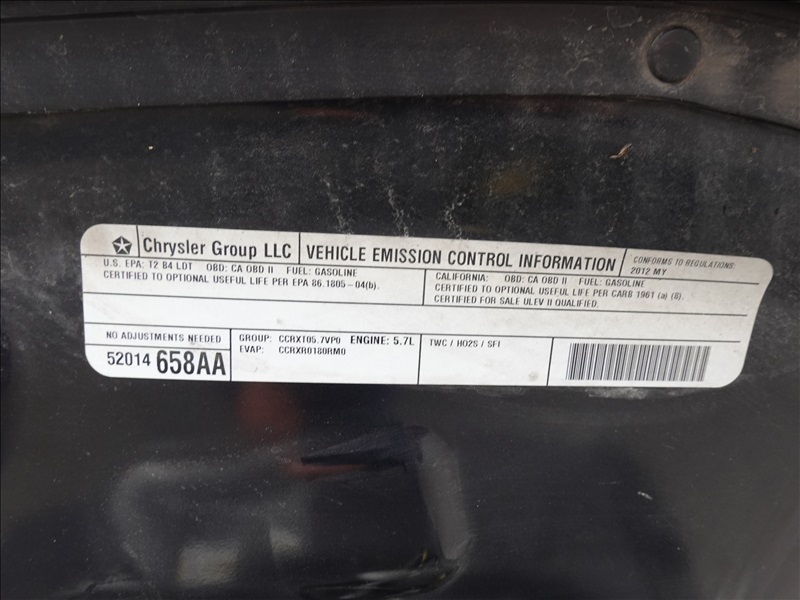 Chrysler Group LLC
VEHICLE EMISSION CONTROL INFORMATION
CONFORMS TO REGULATIONS:
2012 MY
U.S. EPA: T2 B4 LDT OBD: CA OBD II FUEL: GASOLINE
CERTIFIED TO OPTIONAL USEFUL LIFE PER EPA 86.1805-04(b).
CALIFORNIA: OBD: CA OBD II FUEL: GASOLINE
CERTIFIED TO OPTIONAL USEFUL LIFE PER CARB 1961 (a) (8).
CERTIFIED FOR SALE ULEV II QUALIFIED.
NO ADJUSTMENTS NEEDED
52014 658AA
GROUP: CCRXT05.7VP0 ENGINE: 5.7L
EVAP: CCRXR0180RM0
TWC / HO2S / SFI